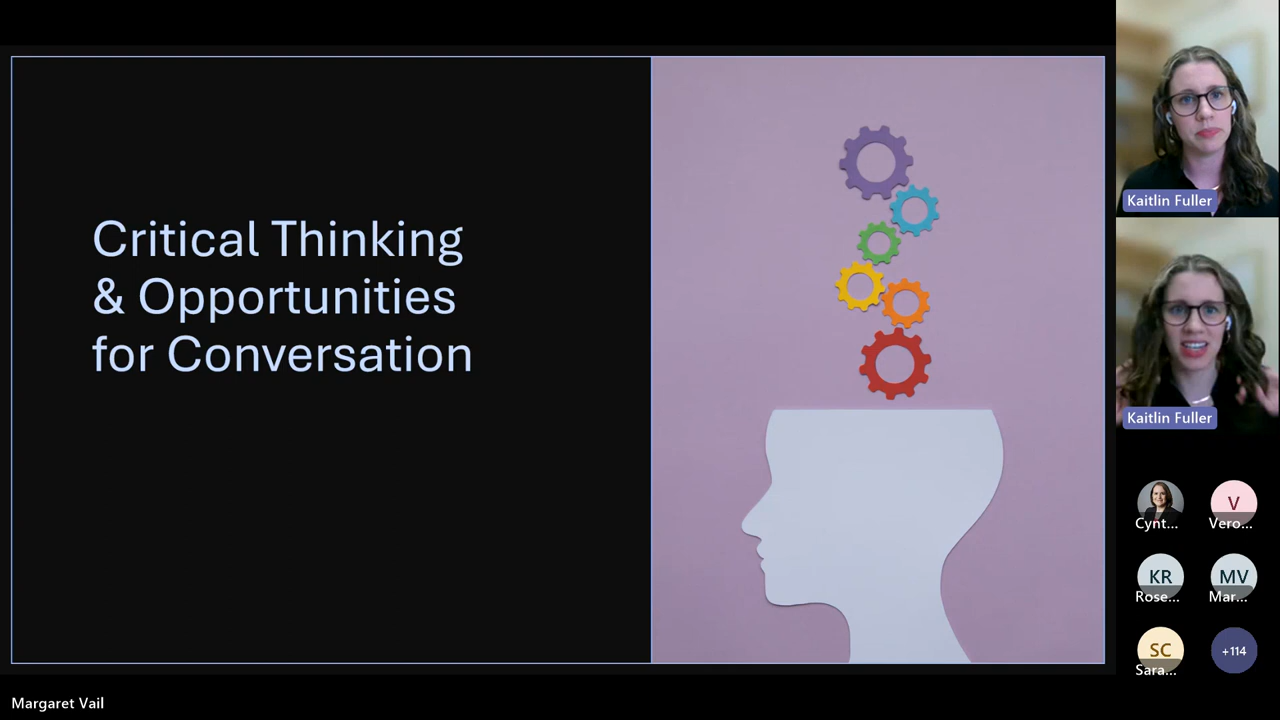 Critical Thinking
& Opportunities
for Conversation
Kaitlin Fuller
Kaitlin Fuller
Cynt...
V
Vero...
KR
Rose...
MV
Mar...
SC
Sara...
+114
Margaret Vail